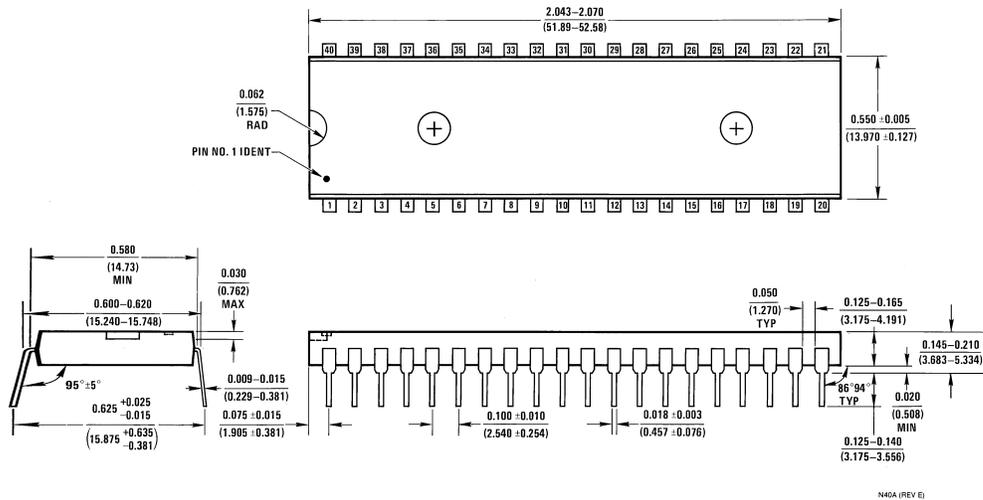 2.043–2.070
(51.89–52.58)
40 39 38 37 36 35 34 33 32 31 30 29 28 27 26 25 24 23 22 21
0.062
(1.575)
RAD
PIN NO. 1 IDENT
0.550 ±0.005
(13.970 ±0.127)
1 2 3 4 5 6 7 8 9 10 11 12 13 14 15 16 17 18 19 20
0.580
(14.73)
MIN
0.030
(0.762)
MAX
0.600–0.620
(15.240–15.748)
0.050
(1.270)
TYP
0.125–0.165
(3.175–4.191)
0.145–0.210
(3.683–5.334)
95°±5°
0.009–0.015
(0.229–0.381)
86°94°
TYP
0.020
(0.508)
MIN
0.625 +0.025 -0.015
(15.875 +0.635 -0.381)
0.075 ±0.015
(1.905 ±0.381)
0.100 ±0.010
(2.540 ±0.254)
0.018 ±0.003
(0.457 ±0.076)
0.125–0.140
(3.175–3.556)
N40A (REV E)